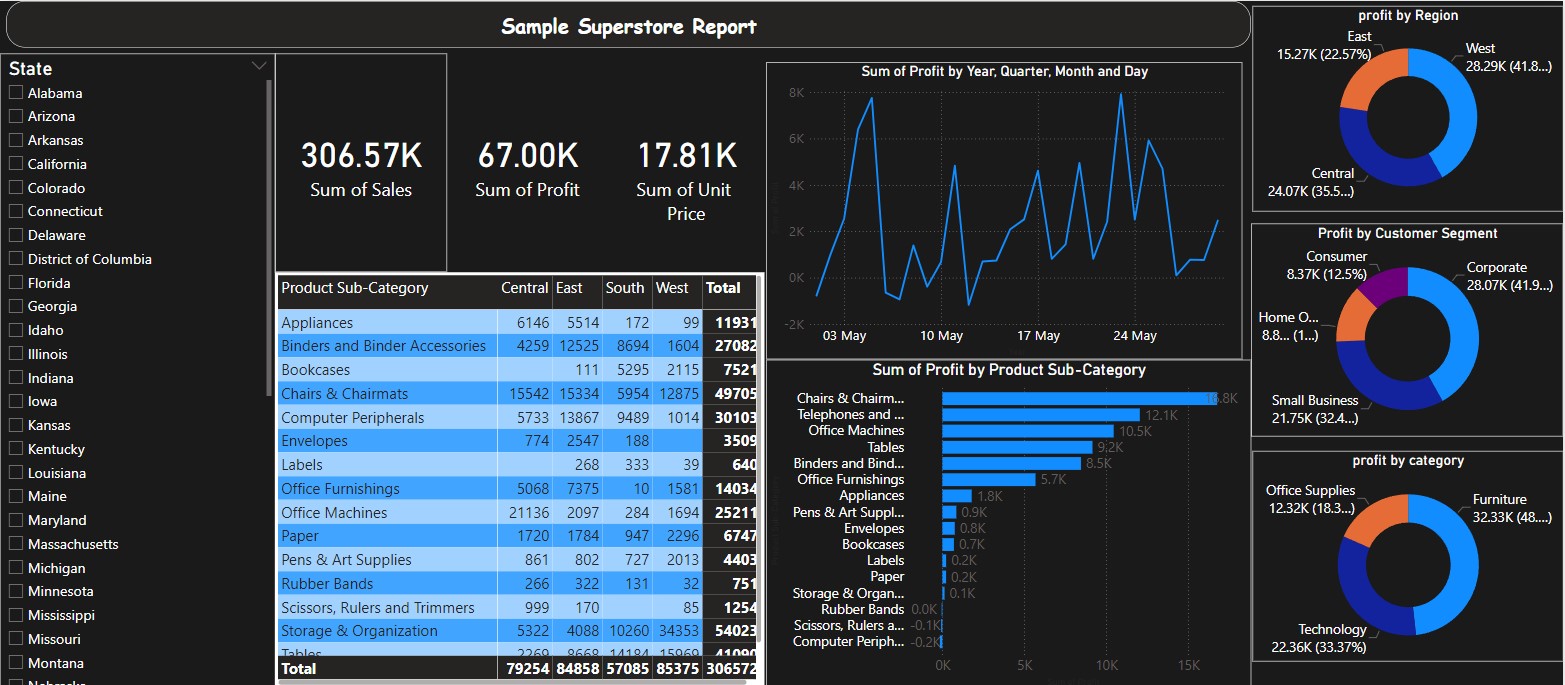 Sample Superstore Report
State
Alabama
Arizona
Arkansas
California
Colorado
Connecticut
Delaware
District of Columbia
Florida
Georgia
Idaho
Illinois
Indiana
Iowa
Kansas
Kentucky
Louisiana
Maine
Maryland
Massachusetts
Michigan
Minnesota
Mississippi
Missouri
Montana
306.57K
Sum of Sales
67.00K
Sum of Profit
17.81K
Sum of Unit
Price
Product Sub-Category Central East South West Total
Appliances 6146 5514 172 99 11931
Binders and Binder Accessories 4259 12525 8694 1604 27082
Bookcases 111 5295 2115 7521
Chairs & Chairmats 15542 15334 5954 12875 49705
Computer Peripherals 5733 13867 9489 1014 30103
Envelopes 774 2547 188 3509
Labels 268 333 39 640
Office Furnishings 5068 7375 10 1581 14034
Office Machines 21136 2097 284 1694 25211
Paper 1720 1784 947 2296 6747
Pens & Art Supplies 861 802 727 2013 4403
Rubber Bands 266 322 131 32 751
Scissors, Rulers and Trimmers 999 170 85 1254
Storage & Organization 5322 4088 10260 34353 54023
Tables 2269 8668 14184 15969 41090
Total 79254 84858 57085 85375 306572
Sum of Profit by Year, Quarter, Month and Day
8K
6K
4K
2K
0K
-2K
03 May 10 May 17 May 24 May
Sum of Profit by Product Sub-Category
Chairs & Chairm... 16.8K
Telephones and ... 12.1K
Office Machines 10.5K
Tables 9.2K
Binders and Bind... 8.5K
Office Furnishings 5.7K
Appliances 1.8K
Pens & Art Suppl... 0.9K
Envelopes 0.8K
Bookcases 0.7K
Labels 0.2K
Paper 0.2K
Storage & Organ... 0.1K
Rubber Bands 0.0K
Scissors, Rulers a... -0.1K
Computer Periph... -0.2K
0K 5K 10K 15K
profit by Region
East
15.27K (22.57%)
West
28.29K (41.8...)
Central
24.07K (35.5...)
Profit by Customer Segment
Consumer
8.37K (12.5%)
Corporate
28.07K (41.9...)
Home O...
8.8... (1...)
Small Business
21.75K (32.4...)
profit by category
Office Supplies
12.32K (18.3...)
Furniture
32.33K (48....)
Technology
22.36K (33.37%)